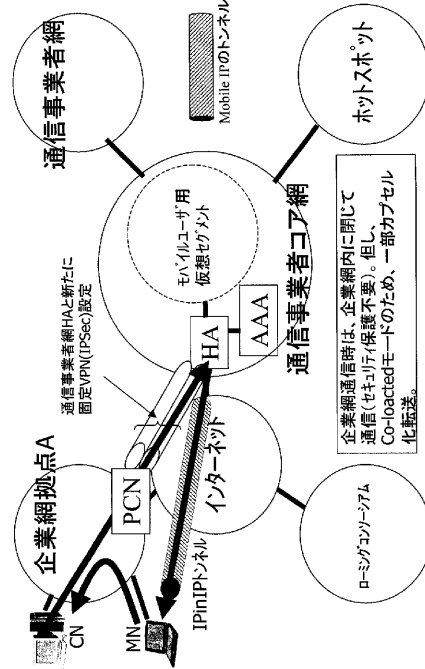 通信事業者網HAと新たに
固定VPN(IPSec)設定
企業網拠点A
通信事業者網
CN
PCN
MN
IPinIPトンネル
インターネット
HA
AAA
モバイルユーザ用
仮想セグメント
通信事業者コア網
Mobile IPのトンネル
ローミングコンソーシアム
ホットスポット
企業網通信時は、企業網内に閉じて
通信(セキュリティ保護不要)。但し、
Co-loactedモードのため、一部カプセル
化転送。